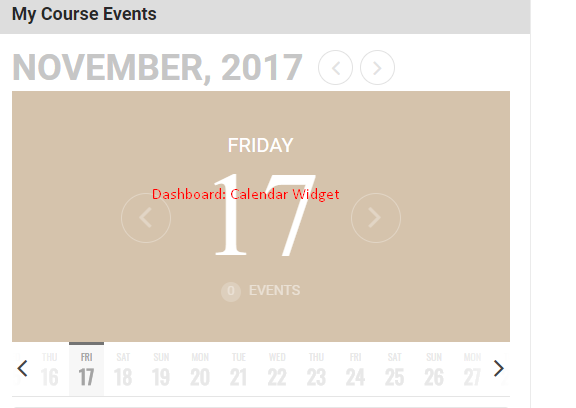 My Course Events
NOVEMBER, 2017
FRIDAY
17
Dashboard: Calendar Widget
0 EVENTS
THU FRI SAT SUN MON TUE WED THU FRI SAT SUN MON
16 17 18 19 20 21 22 23 24 25 26 27